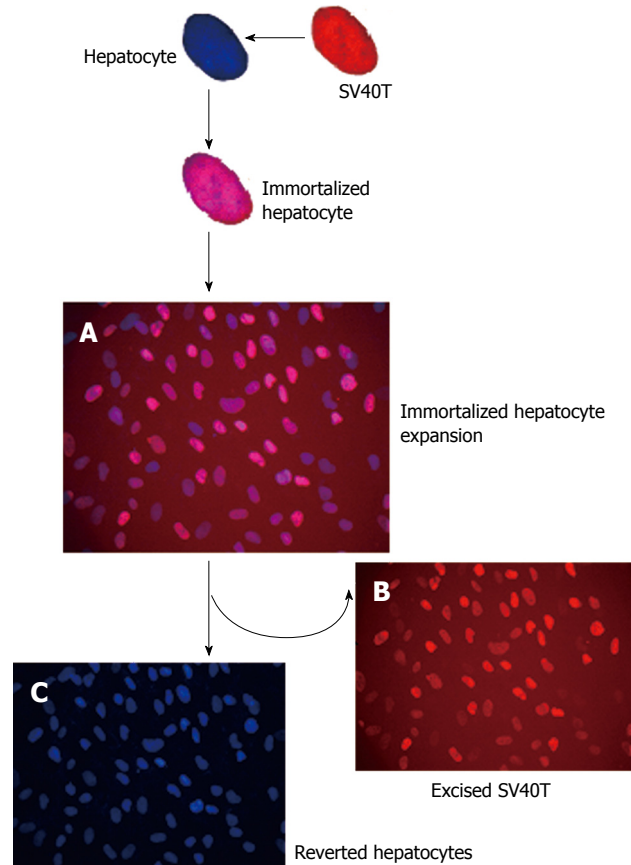 Hepatocyte
SV40T
Immortalized
hepatocyte
A
Immortalized hepatocyte
expansion
B
C
Excised SV40T
Reverted hepatocytes